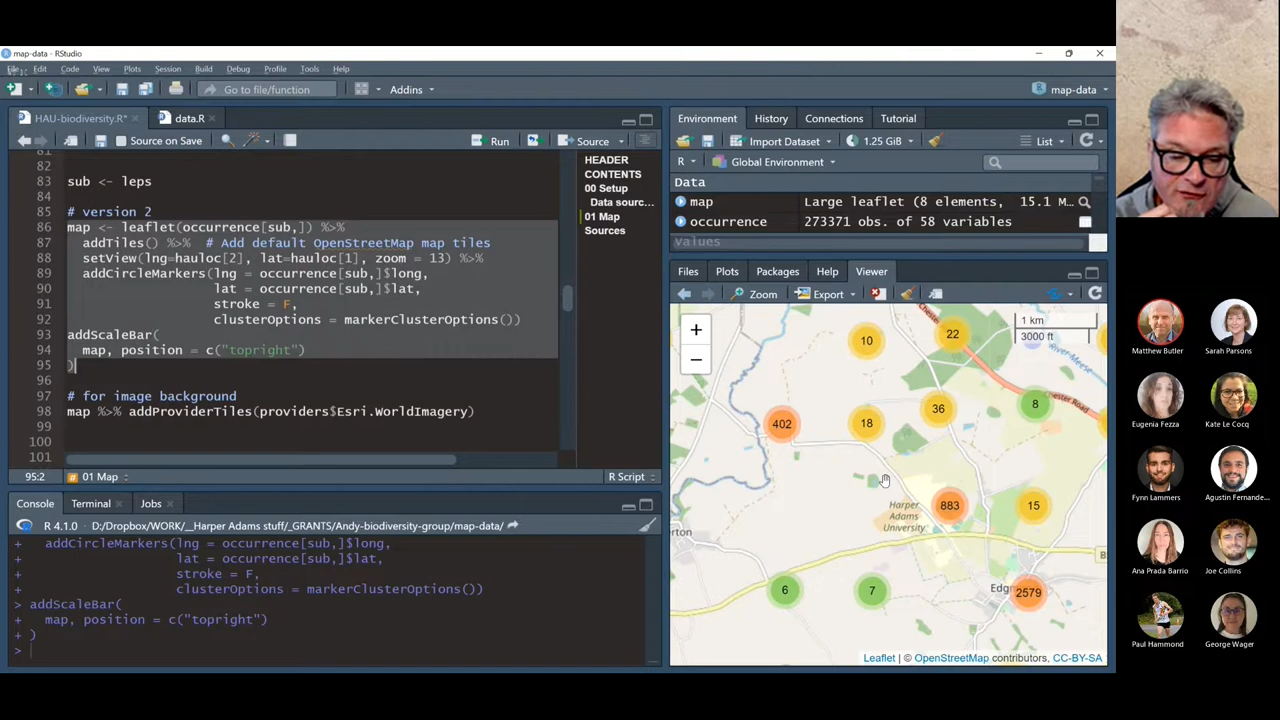 map-data - RStudio
File Edit Code View Plots Session Build Debug Profile Tools Help
Go to file/function
Addins
map-data
HAU-biodiversity.R*
data.R
Source on Save
Run
Source
81
82
83 sub <- leps
84
85 # version 2
86 map <- leaflet(occurrence[sub,]) %>%
87 addTiles() %>% # Add default OpenStreetMap map tiles
88 setView(lng=hauloc[2], lat=hauloc[1], zoom = 13) %>%
89 addCircleMarkers(lng = occurrence[sub,]$long,
90 lat = occurrence[sub,]$lat,
91 stroke = F,
92 clusterOptions = markerClusterOptions())
93 addScaleBar(
94 map, position = c("topright")
95 )
96
97 # for image background
98 map %>% addProviderTiles(providers$Esri.WorldImagery)
99
100
101
HEADER
CONTENTS
00 Setup
Data sourc...
01 Map
Sources
95:2
01 Map
R Script
Console
Terminal
Jobs
R 4.1.0 · D:/Dropbox/WORK/__Harper Adams stuff/_GRANTS/Andy-biodiversity-group/map-data/
+ addCircleMarkers(lng = occurrence[sub,]$long,
+ lat = occurrence[sub,]$lat,
+ stroke = F,
+ clusterOptions = markerClusterOptions())
> addScaleBar(
+ map, position = c("topright")
+ )
>
Environment
History
Connections
Tutorial
Import Dataset
1.25 GiB
List
R
Global Environment
Data
map Large leaflet (8 elements, 15.1 M...
occurrence 273371 obs. of 58 variables
Values
Files
Plots
Packages
Help
Viewer
Zoom
Export
+
−
1 km
3000 ft
10
22
River-Meese
Chester Road
8
36
18
402
Harper
Adams
University
883
15
6
7
2579
Leaflet | © OpenStreetMap contributors, CC-BY-SA
Matthew Butler
Sarah Parsons
Eugenia Fezza
Kate Le Cocq
Fynn Lammers
Agustin Fernande...
Ana Prada Barrio
Joe Collins
Paul Hammond
George Wager